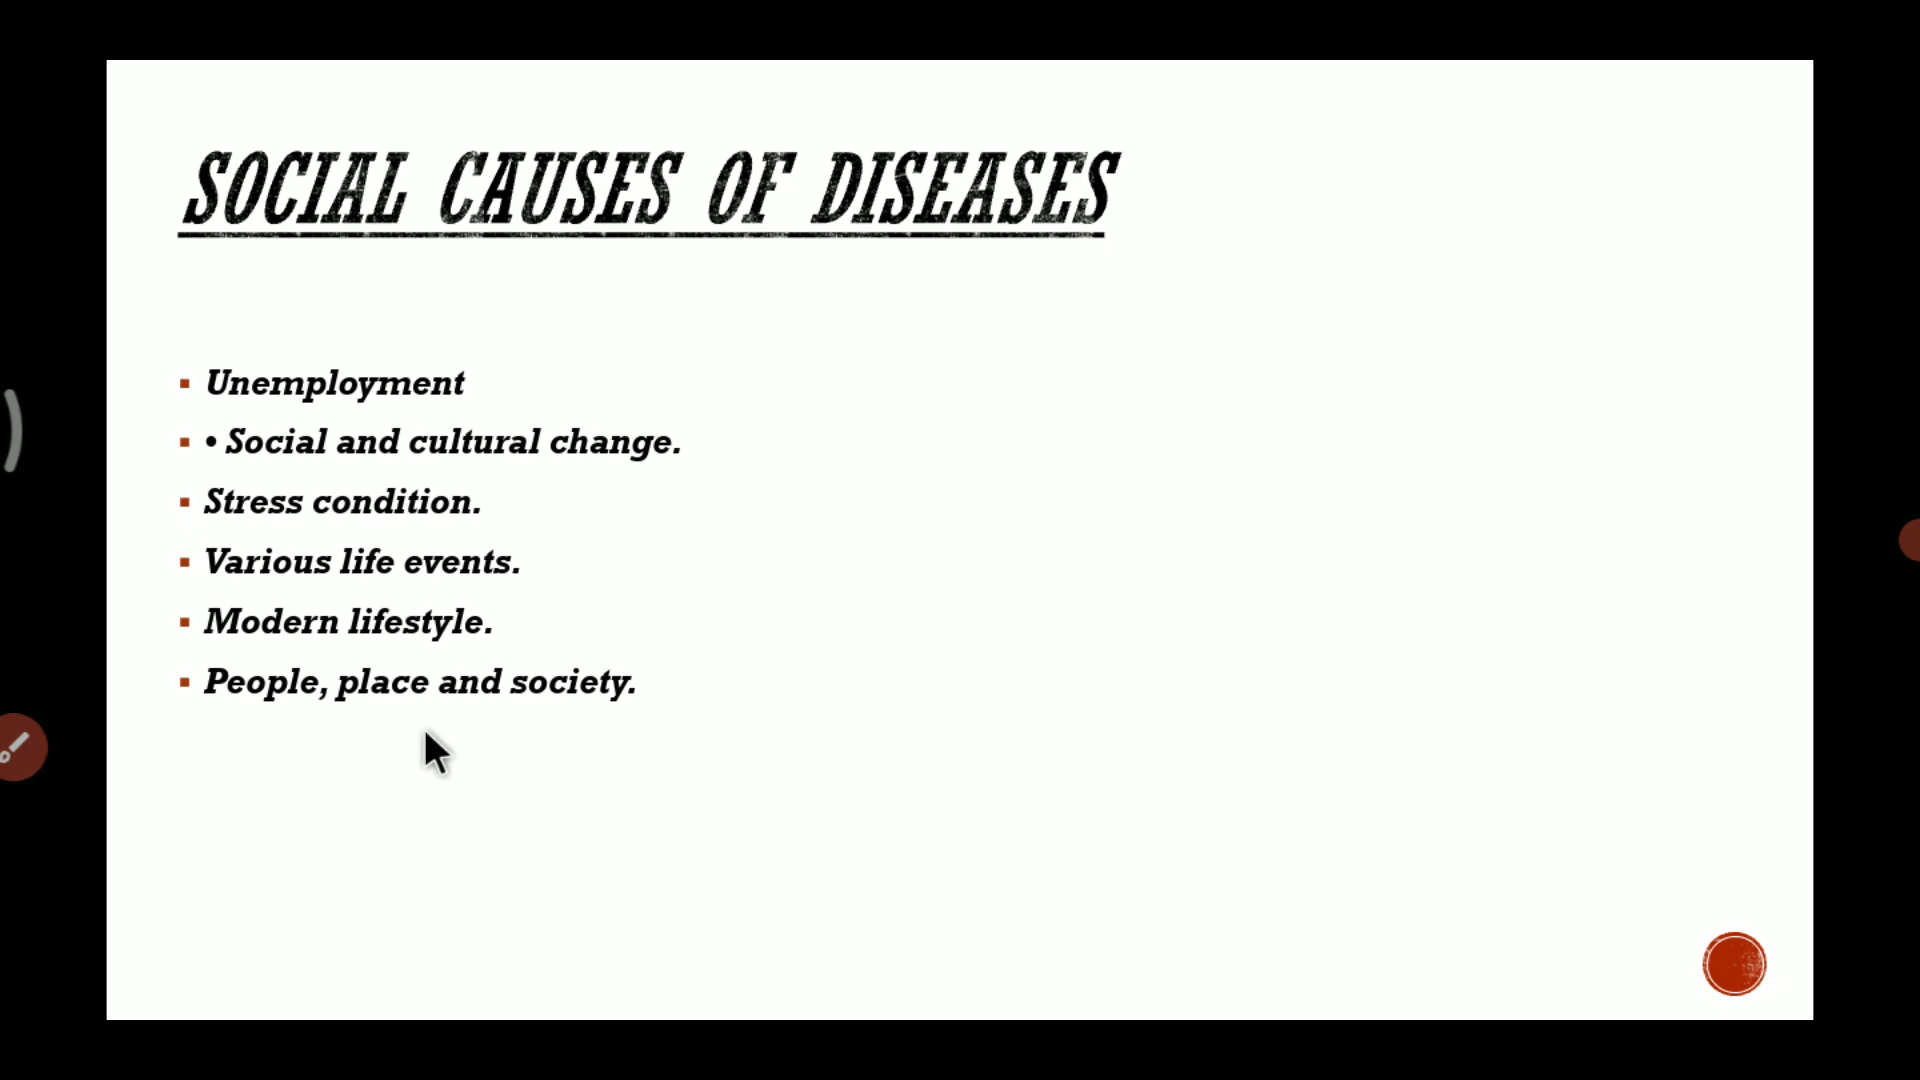 SOCIAL CAUSES OF DISEASES
▪ Unemployment
▪ • Social and cultural change.
▪ Stress condition.
▪ Various life events.
▪ Modern lifestyle.
▪ People, place and society.